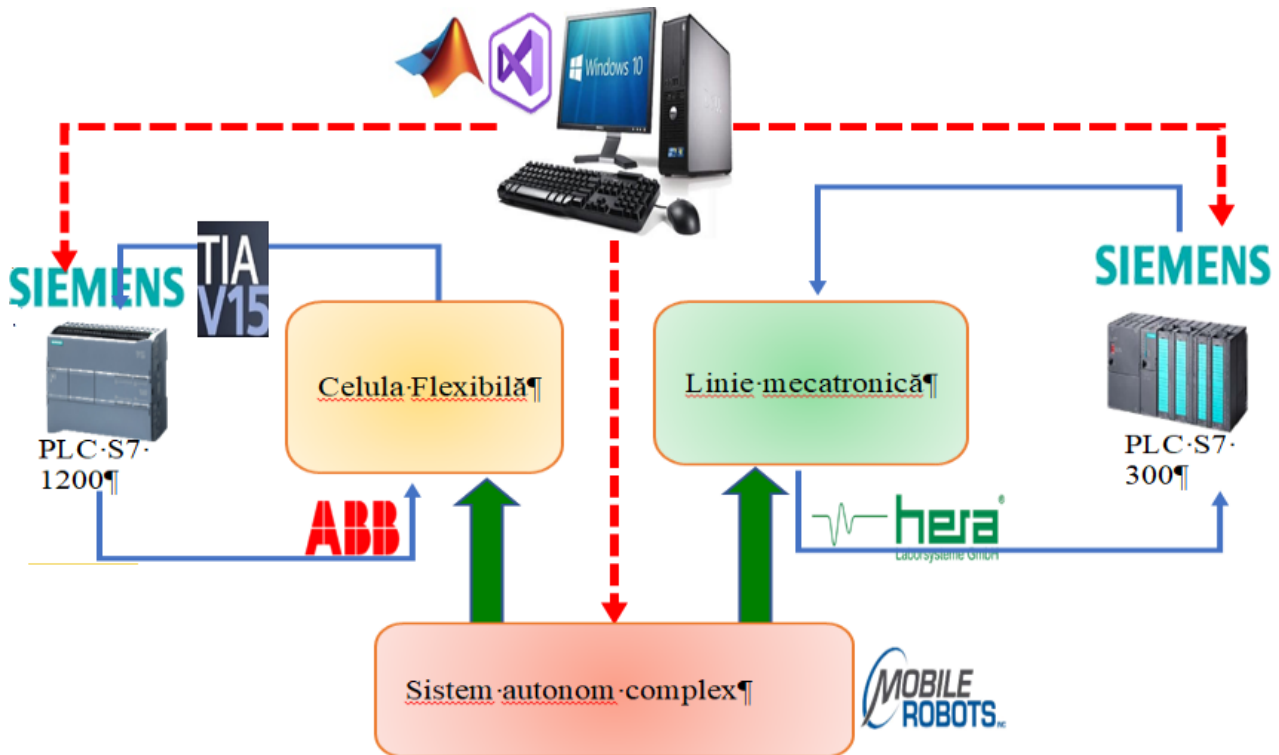 Windows 10
SIEMENS
TIA
V15
SIEMENS
Celula·Flexibilă¶
Linie·mecatronică¶
PLC·S7·
1200¶
PLC·S7·
300¶
ABB
hera®
Laborsysteme GmbH
Sistem·autonom·complex¶
MOBILE
ROBOTS INC